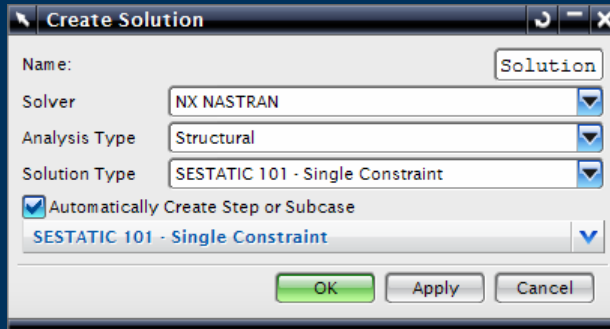 Create Solution
Name: Solution
Solver NX NASTRAN
Analysis Type Structural
Solution Type SESTATIC 101 - Single Constraint
Automatically Create Step or Subcase
SESTATIC 101 - Single Constraint
OK Apply Cancel